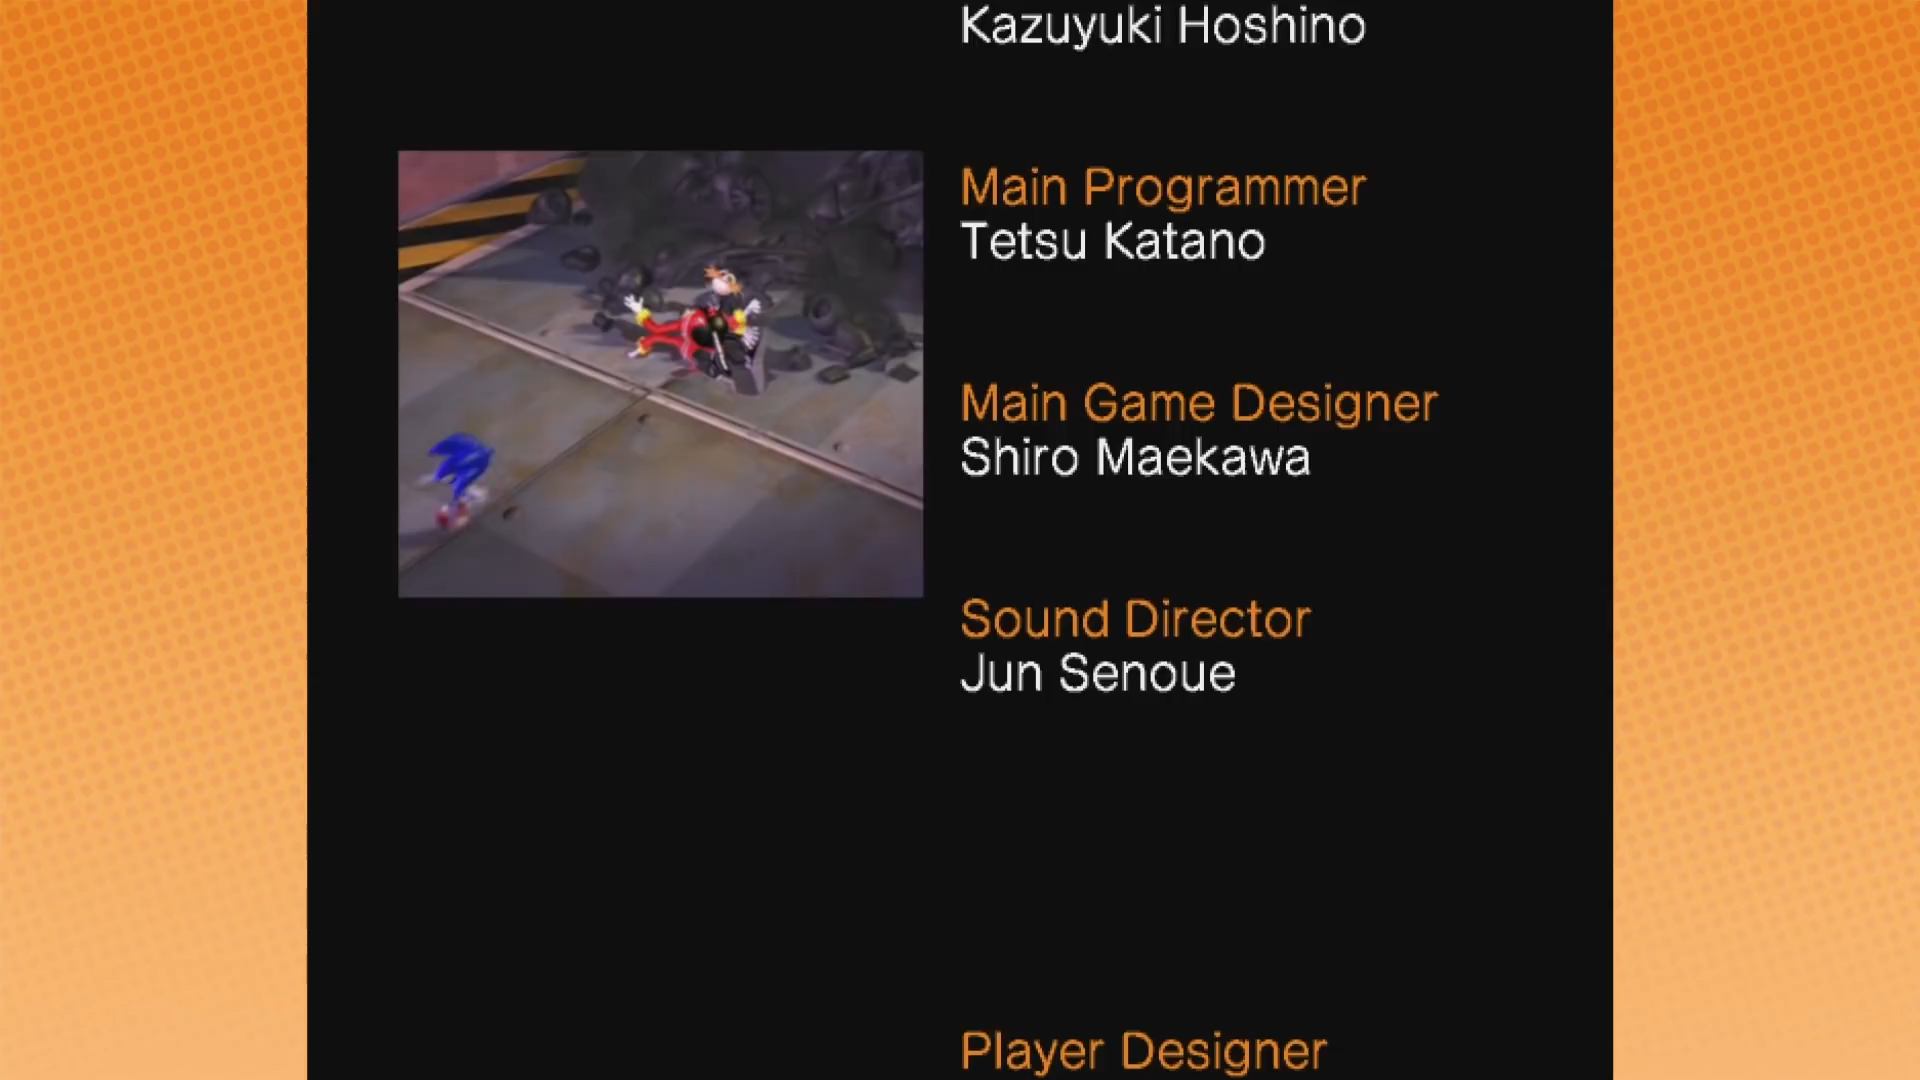 Kazuyuki Hoshino
Main Programmer
Tetsu Katano
Main Game Designer
Shiro Maekawa
Sound Director
Jun Senoue
Player Designer